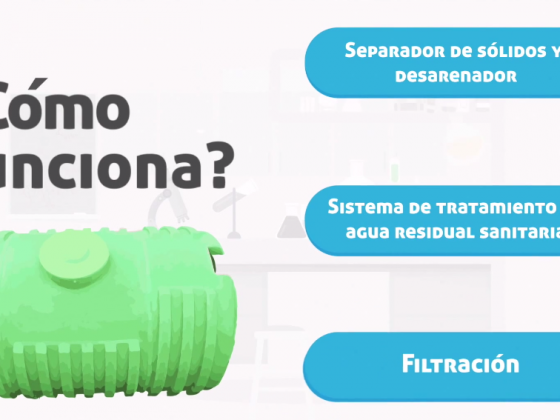 Cómo
unciona?
Separador de sólidos y
desarenador
Sistema de tratamiento
agua residual sanitaria
Filtración